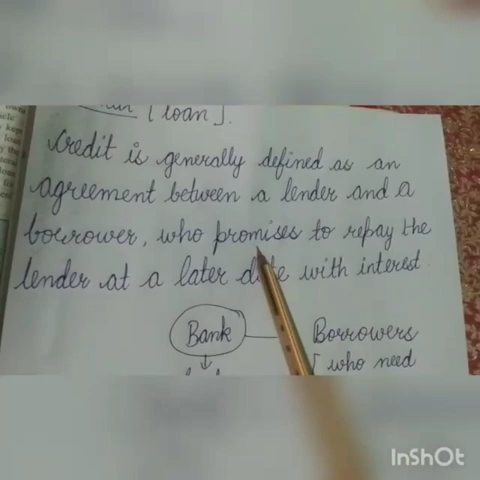 [loan].
Credit is generally defined as an
agreement between a lender and a
borrower, who promises to repay the
lender at a later date with interest.
Bank
Borrowers
[ who need
InShOt